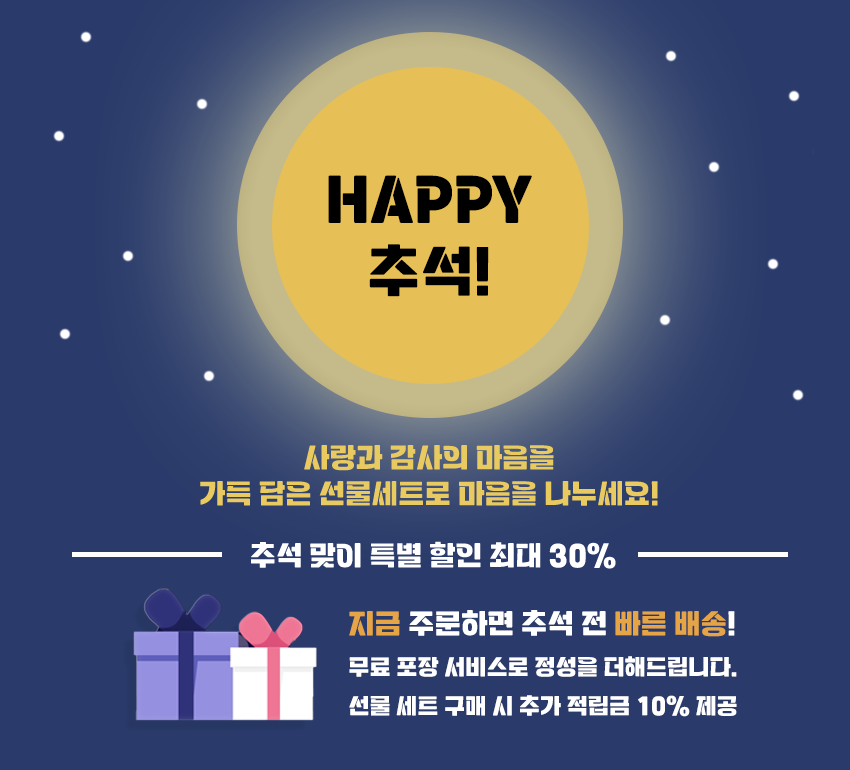 HAPPY
추석!
사랑과 감사의 마음을
가득 담은 선물세트로 마음을 나누세요!
추석 맞이 특별 할인 최대 30%
지금 주문하면 추석 전 빠른 배송!
무료 포장 서비스로 정성을 더해드립니다.
선물 세트 구매 시 추가 적립금 10% 제공